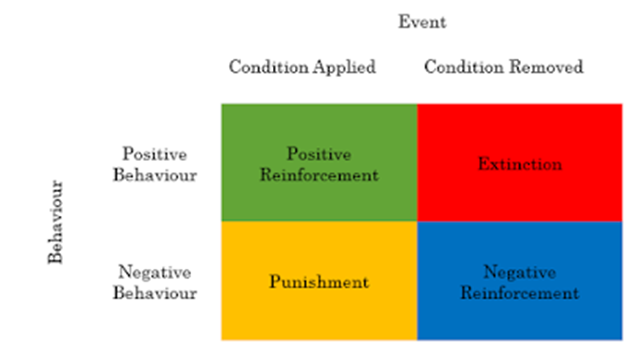 Event
Condition Applied
Condition Removed
Behaviour
Positive
Behaviour
Positive
Reinforcement
Extinction
Negative
Behaviour
Punishment
Negative
Reinforcement